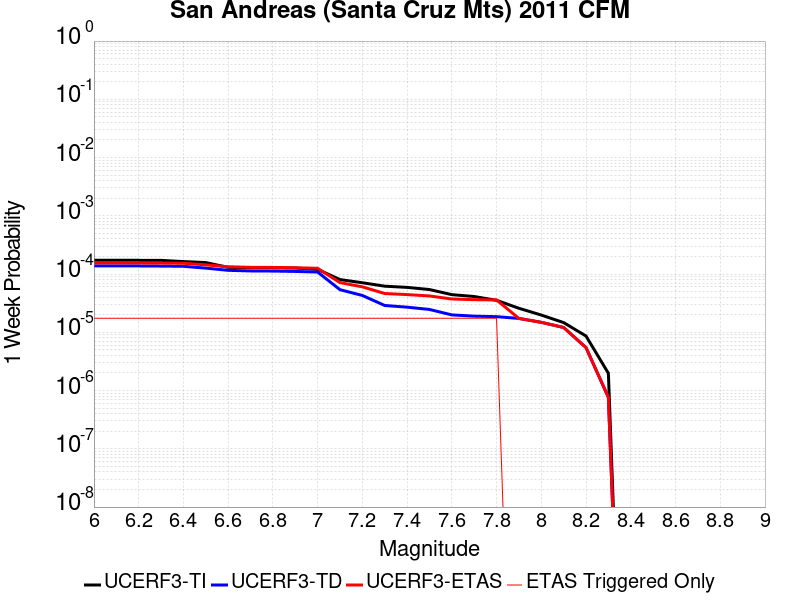 San Andreas (Santa Cruz Mts) 2011 CFM
10 0
10 -1
10 -2
10 -3
10 -4
10 -5
10 -6
10 -7
10 -8
1 Week Probability
6 6.2 6.4 6.6 6.8 7 7.2 7.4 7.6 7.8 8 8.2 8.4 8.6 8.8 9
Magnitude
UCERF3-TI UCERF3-TD UCERF3-ETAS ETAS Triggered Only